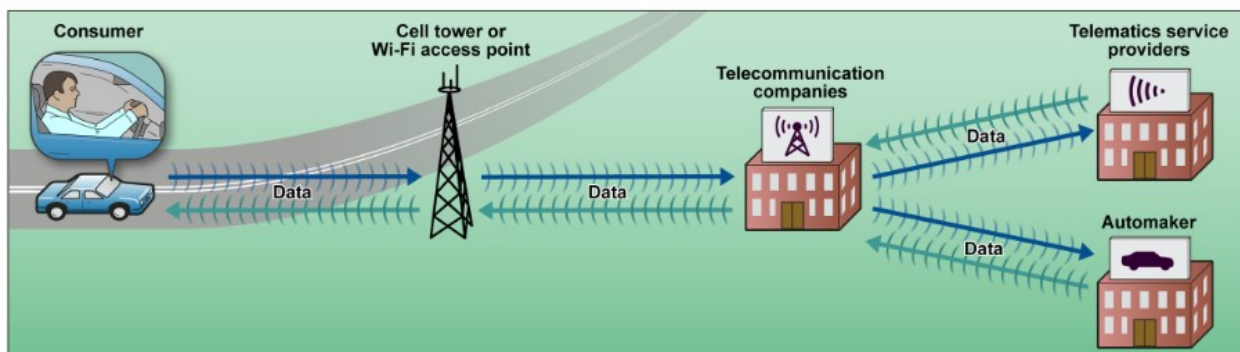 Consumer
Cell tower or
Wi-Fi access point
Telecommunication
companies
Telematics service
providers
Data
Data
Data
Automaker
Data